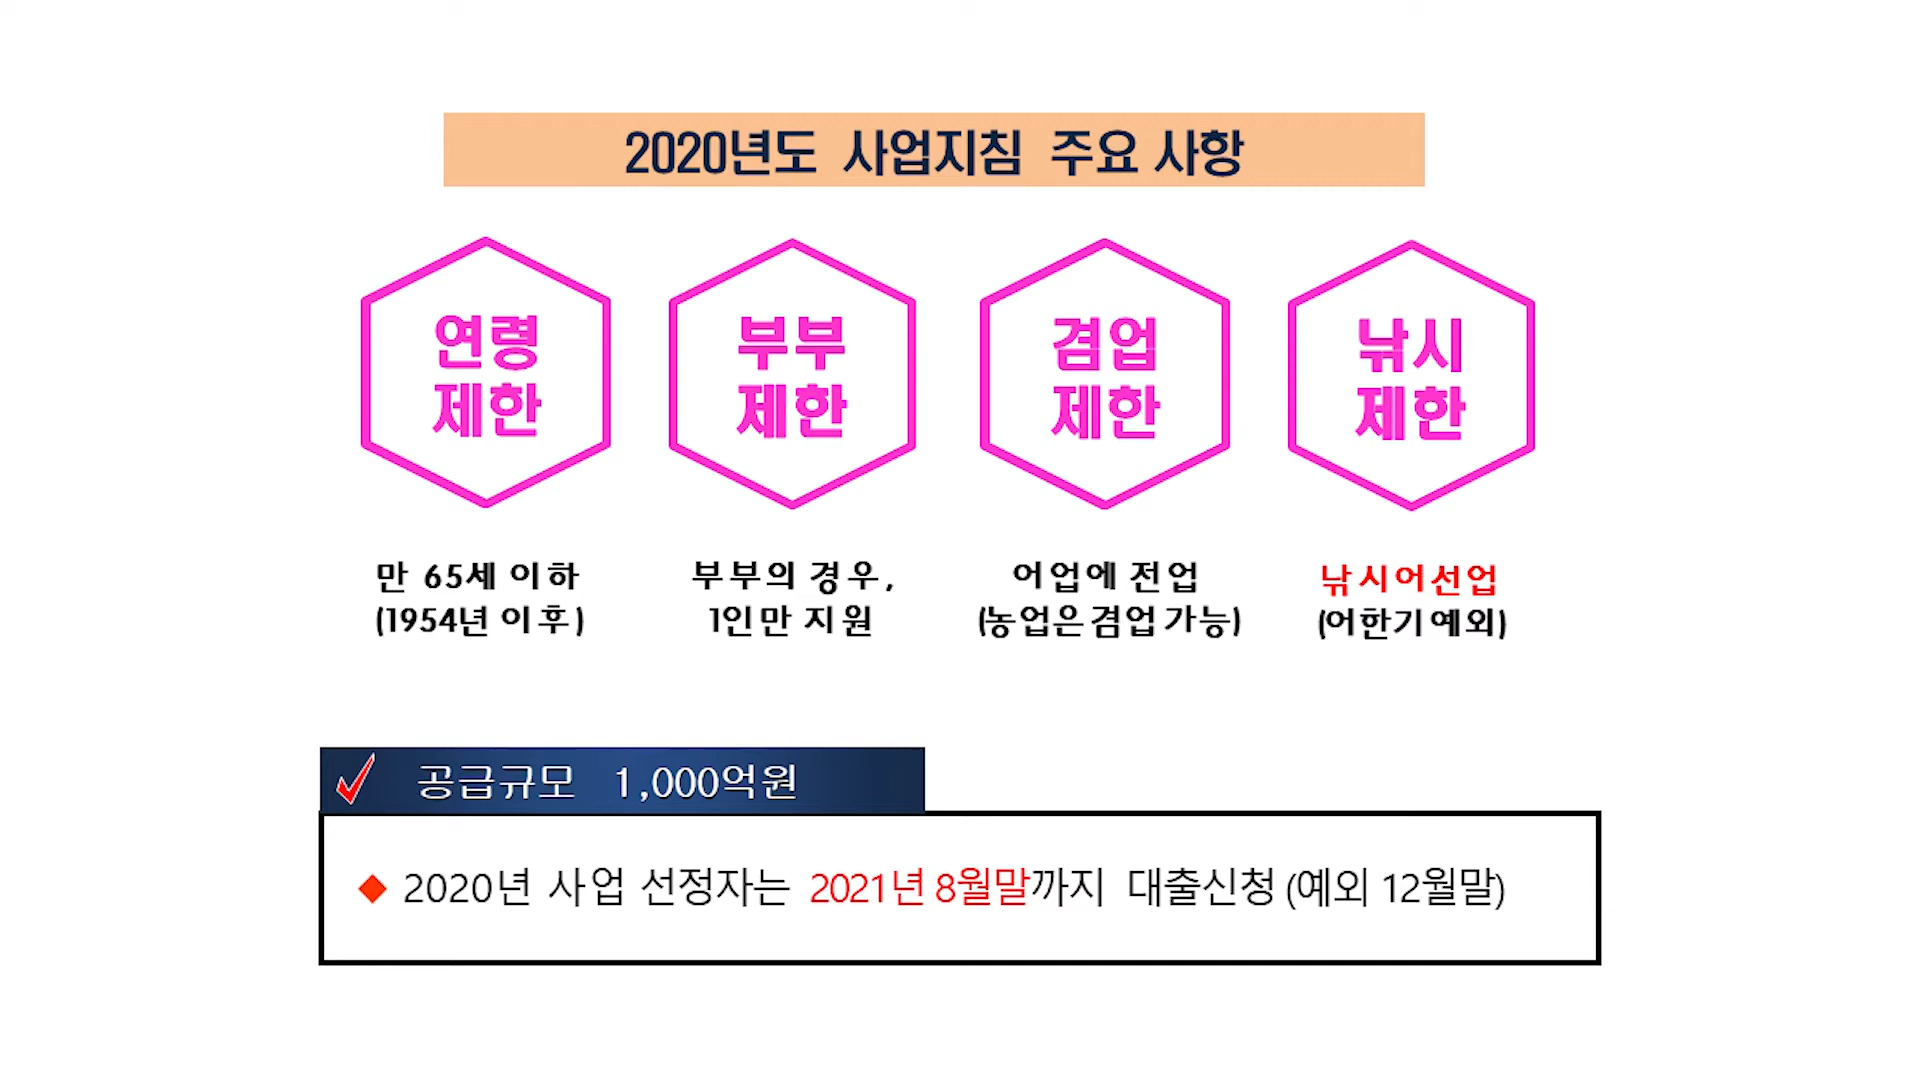 2020년도 사업지침 주요 사항
연령
제한
부부
제한
겸업
제한
낚시
제한
만 65세 이하
(1954년 이후)
부부의 경우,
1인만 지원
어업에 전업
(농업은겸업 가능)
낚시어선업
(어한기예외)
공급규모 1,000억원
◆ 2020년 사업 선정자는 2021년 8월말까지 대출신청 (예외 12월말)